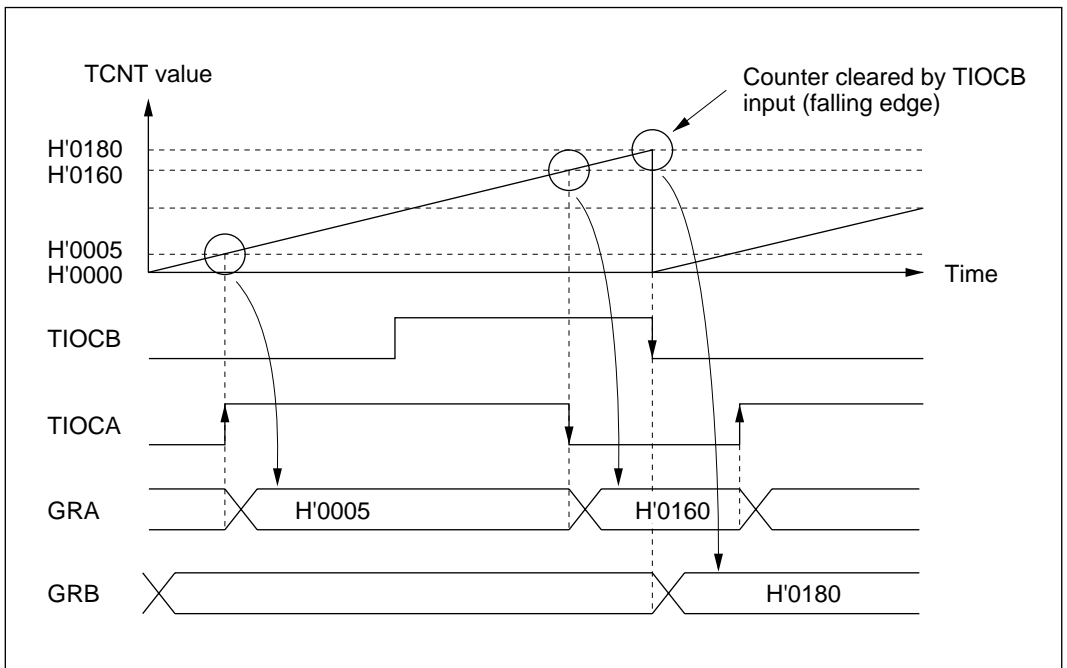 TCNT value
Counter cleared by TIOCB
input (falling edge)
H'0180
H'0160
H'0005
H'0000
Time
TIOCB
TIOCA
GRA
H'0005
H'0160
GRB
H'0180